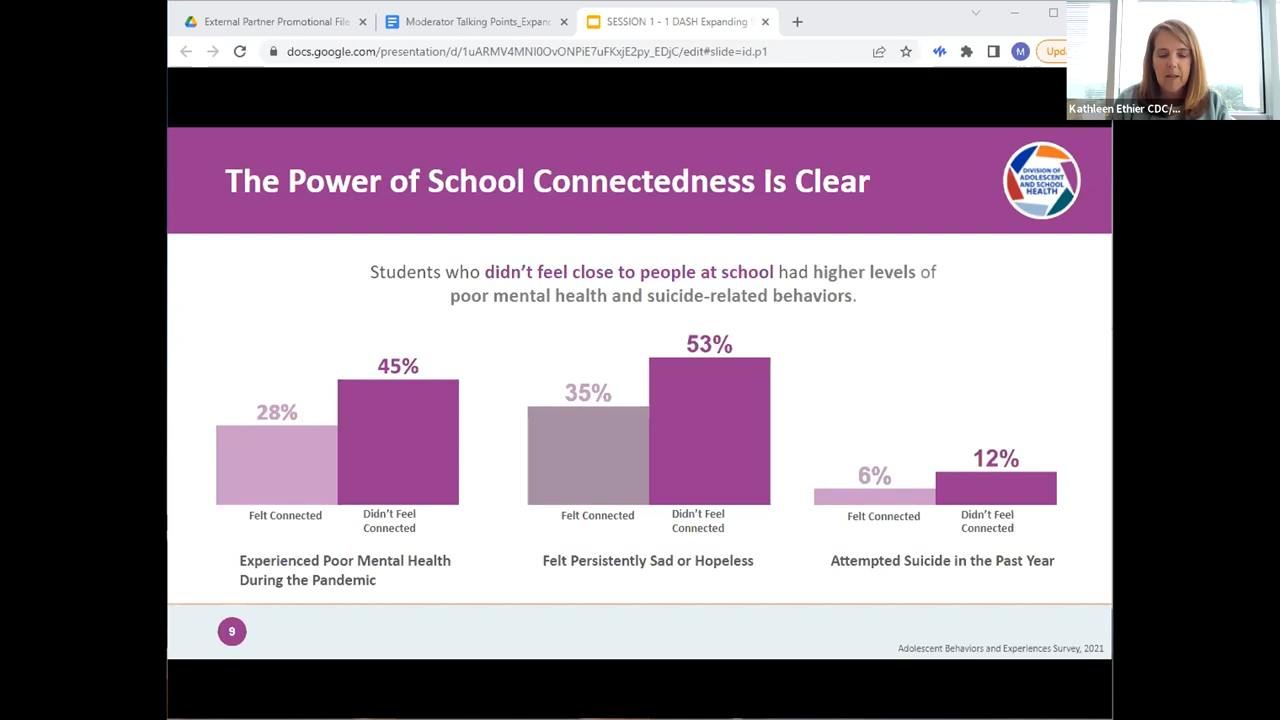 External Partner Promotional File
Moderator Talking Points_Expan
SESSION 1 - 1 DASH Expanding S
docs.google.com/presentation/d/1uARMV4MNI0OvONPiE7uFKxjE2py_EDjC/edit#slide=id.p1
M
Upd
Kathleen Ethier CDC/...
The Power of School Connectedness Is Clear
DIVISION OF
ADOLESCENT
AND SCHOOL
HEALTH
Students who didn't feel close to people at school had higher levels of
poor mental health and suicide-related behaviors.
28%
45%
Felt Connected
Didn't Feel
Connected
Experienced Poor Mental Health
During the Pandemic
35%
53%
Felt Connected
Didn't Feel
Connected
Felt Persistently Sad or Hopeless
6%
12%
Felt Connected
Didn't Feel
Connected
Attempted Suicide in the Past Year
9
Adolescent Behaviors and Experiences Survey, 2021